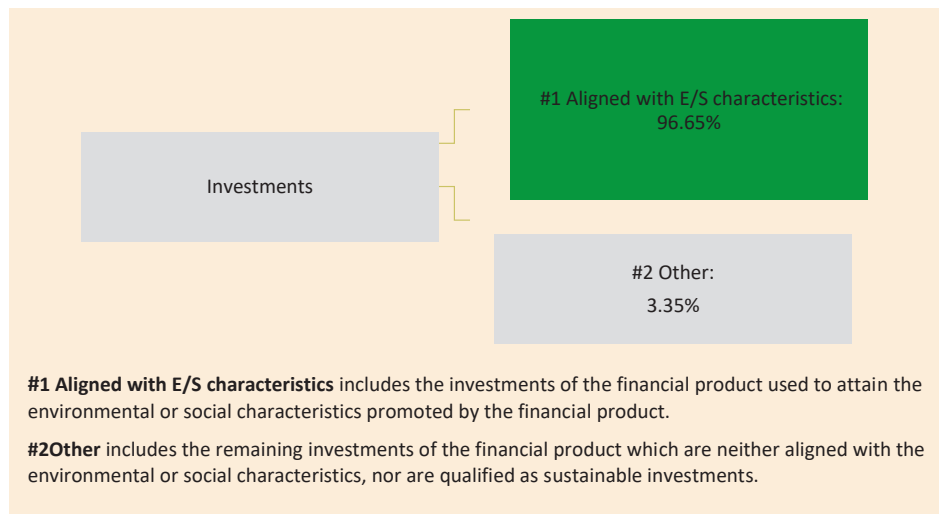 #1 Aligned with E/S characteristics:
96.65%
Investments
#2 Other:
3.35%
#1 Aligned with E/S characteristics includes the investments of the financial product used to attain the
environmental or social characteristics promoted by the financial product.
#2Other includes the remaining investments of the financial product which are neither aligned with the
environmental or social characteristics, nor are qualified as sustainable investments.